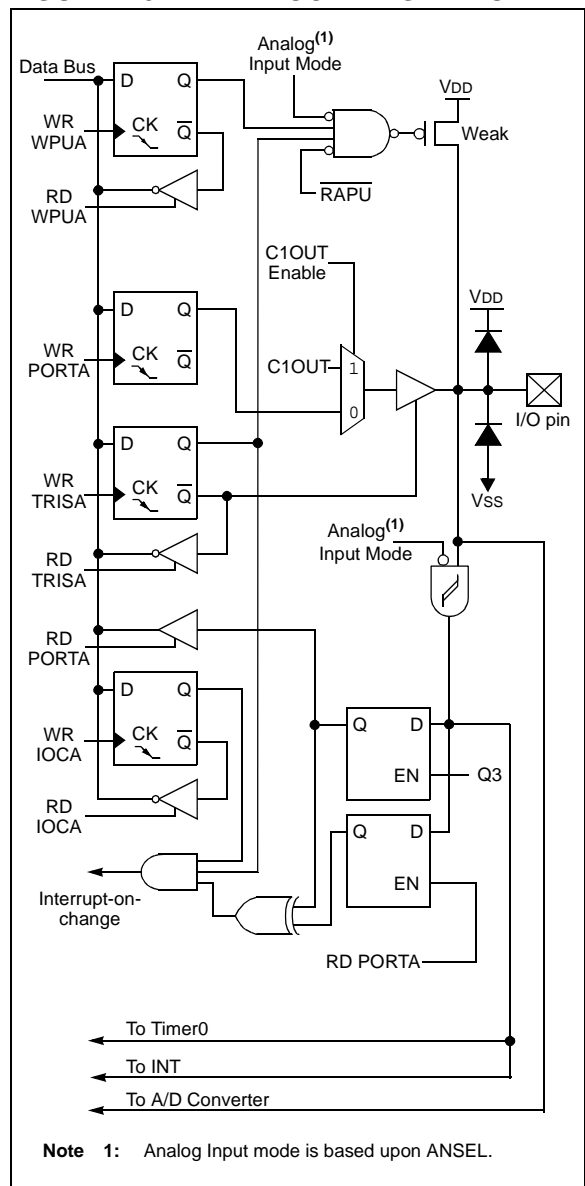 Analog(1)
Input Mode
Data Bus
D Q
VDD
WR
WPUA
CK Q
Weak
RD
WPUA
RAPU
C1OUT
Enable
D Q
VDD
WR
PORTA
CK Q
C1OUT
1
0
I/O pin
D Q
WR
TRISA
CK Q
VSS
Analog(1)
Input Mode
RD
TRISA
RD
PORTA
D Q
Q D
WR
IOCA
CK Q
EN
Q3
RD
IOCA
Q D
EN
Interrupt-on-
change
RD PORTA
To Timer0
To INT
To A/D Converter
Note 1: Analog Input mode is based upon ANSEL.